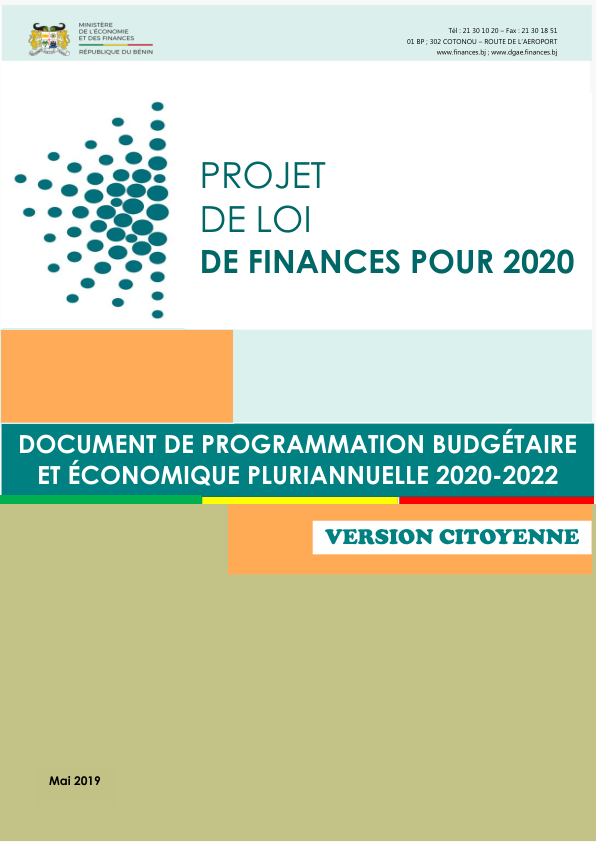 MINISTÈRE
DE L'ÉCONOMIE
ET DES FINANCES
RÉPUBLIQUE DU BÉNIN
Tél : 21 30 10 20 – Fax : 21 30 18 51
01 BP ; 302 COTONOU – ROUTE DE L'AEROPORT
www.finances.bj ; www.dgae.finances.bj
PROJET
DE LOI
DE FINANCES POUR 2020
DOCUMENT DE PROGRAMMATION BUDGÉTAIRE
ET ÉCONOMIQUE PLURIANNUELLE 2020-2022
VERSION CITOYENNE
Mai 2019